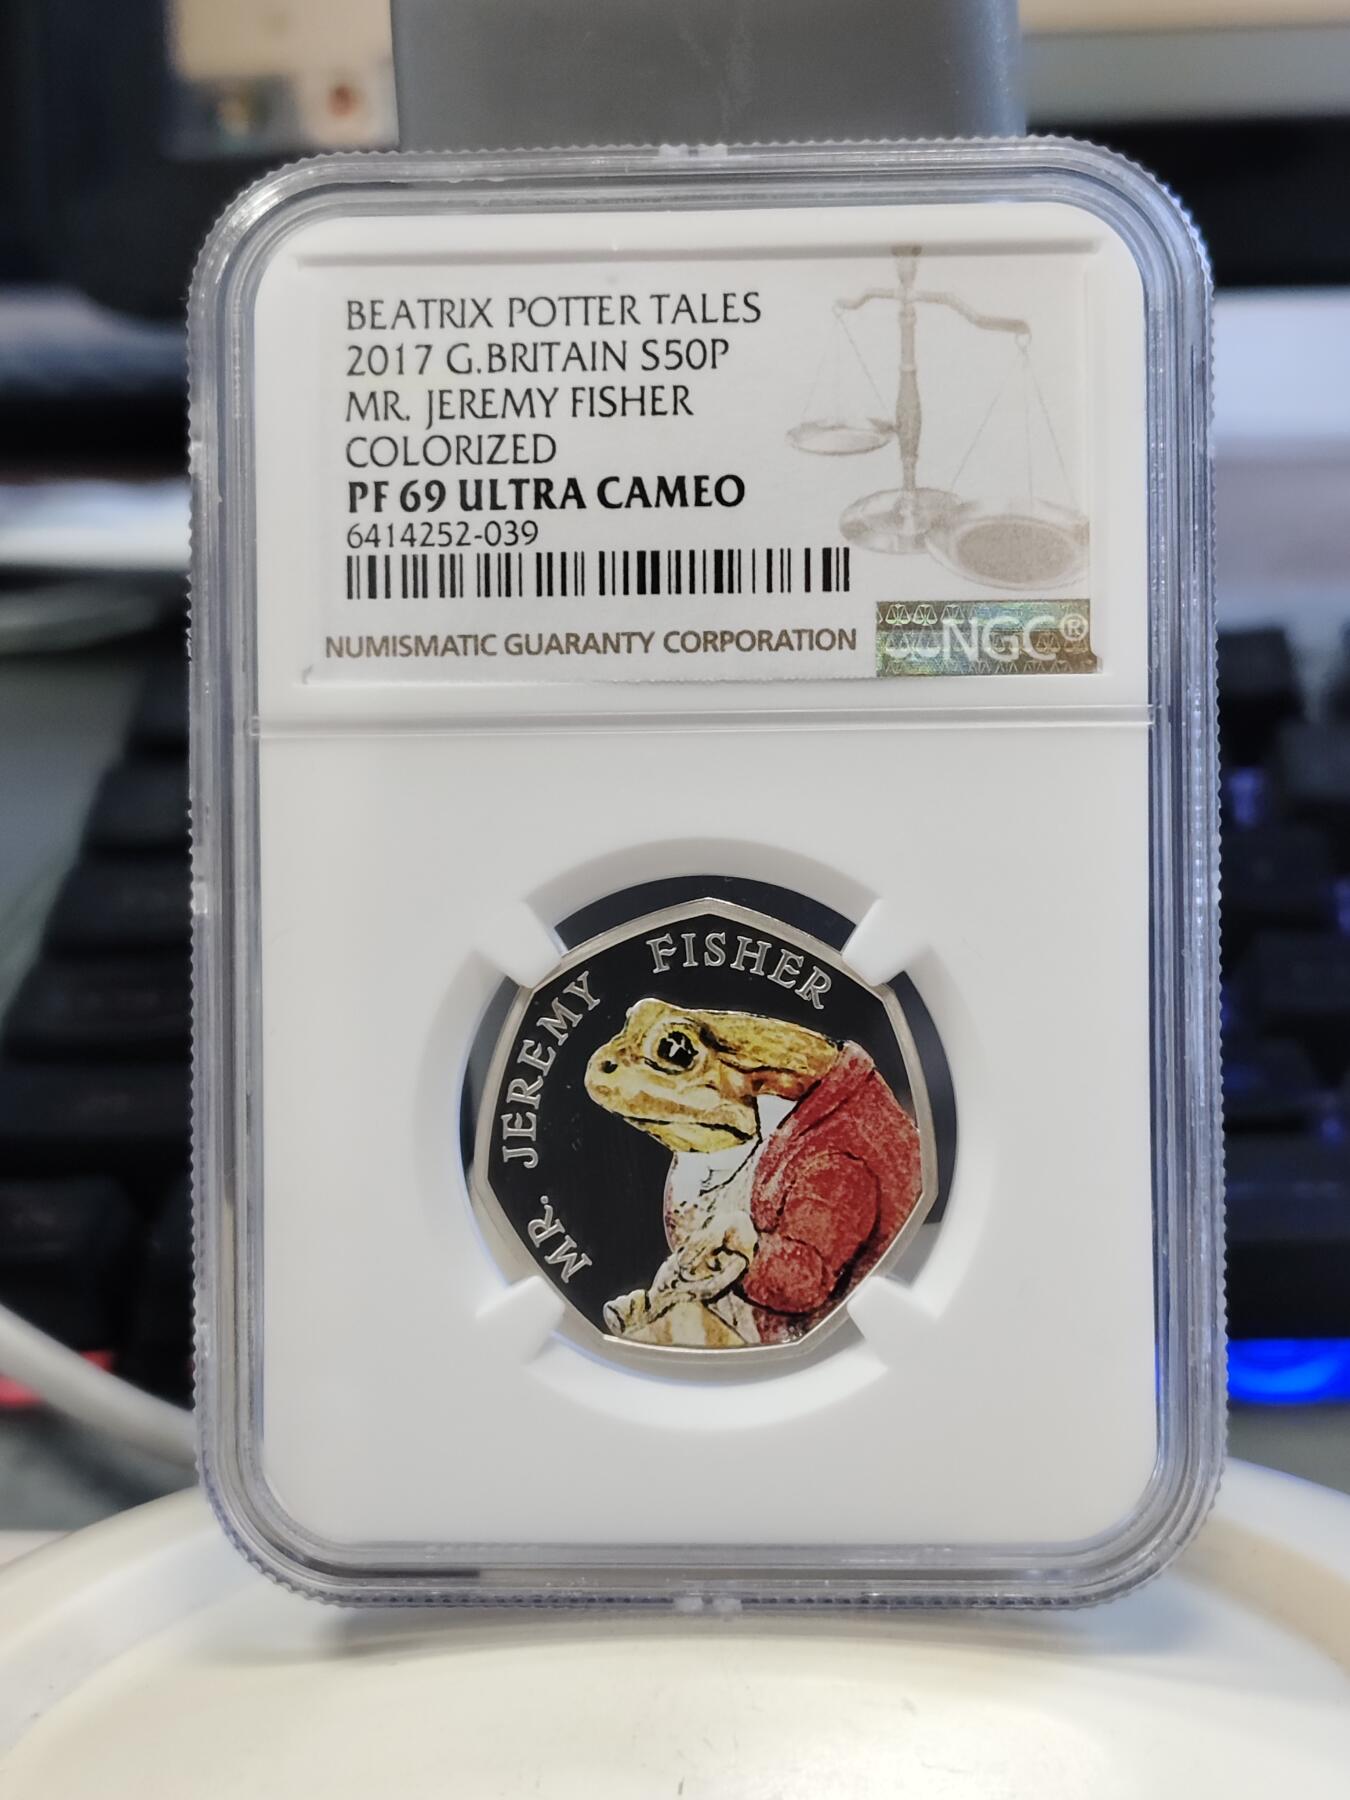 BEATRIX POTTER TALES
2017 G.BRITAIN S50P
MR. JEREMY FISHER
COLORIZED
PF 69 ULTRA CAMEO
6414252-039
NUMISMATIC GUARANTY CORPORATION
NGC®
MR. JEREMY FISHER